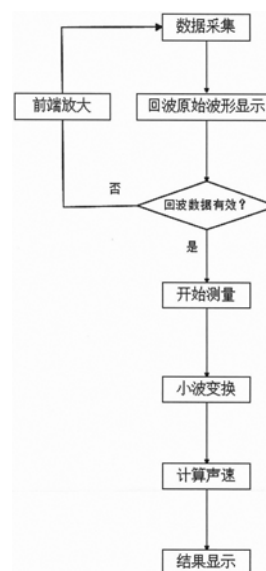 数据采集
前端放大
回波原始波形显示
否
回波数据有效？
是
开始测量
小波变换
计算声速
结果显示